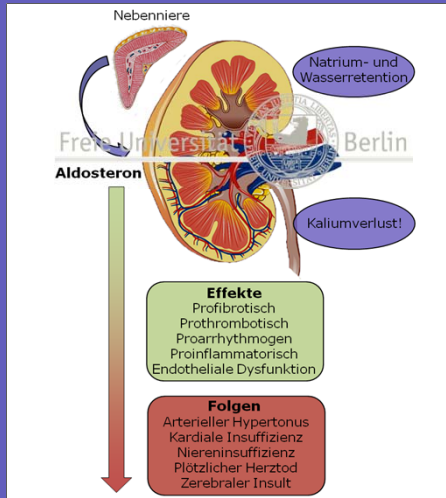 Nebenniere
Natrium- und
Wasserretention
Freie Universität Berlin
Aldosteron
Kaliumverlust!
Effekte
Profibrotisch
Prothrombotisch
Proarrhythmogen
Proinflammatorisch
Endotheliale Dysfunktion
Folgen
Arterieller Hypertonus
Kardiale Insuffizienz
Niereninsuffizienz
Plötzlicher Herztod
Zerebraler Insult